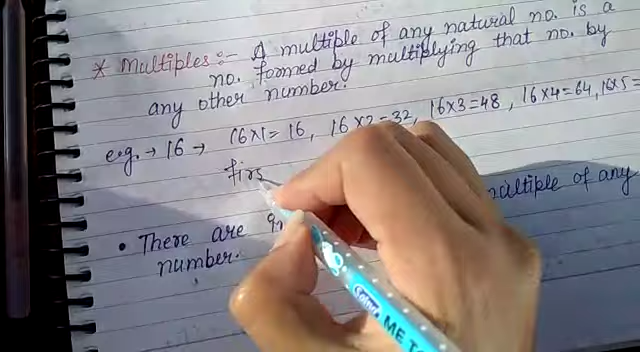 * Multiples:- A multiple of any natural no. is a
no. formed by multiplying that no. by
any other number.
e.g. → 16 → 16×1=16, 16×2=32, 16×3=48, 16×4=64, 16×5=
firs
• There are multiple of any
number.
ME